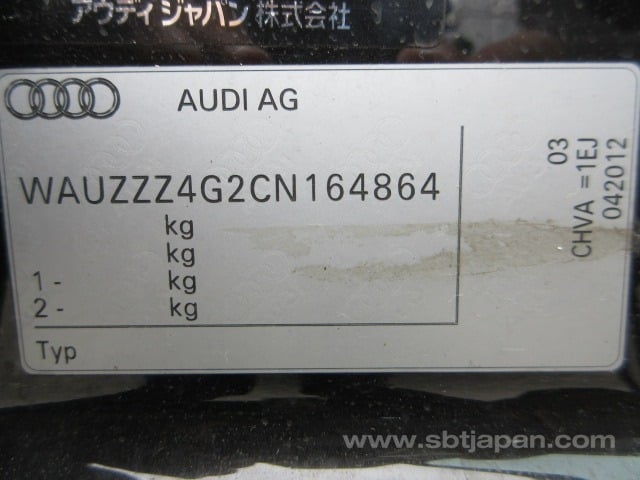 アウディジャパン株式会社
AUDI AG
WAUZZZ4G2CN164864
kg
kg
1 - kg
2 - kg
Typ
03
CHVA =1EJ
042012
www.sbtjapan.com